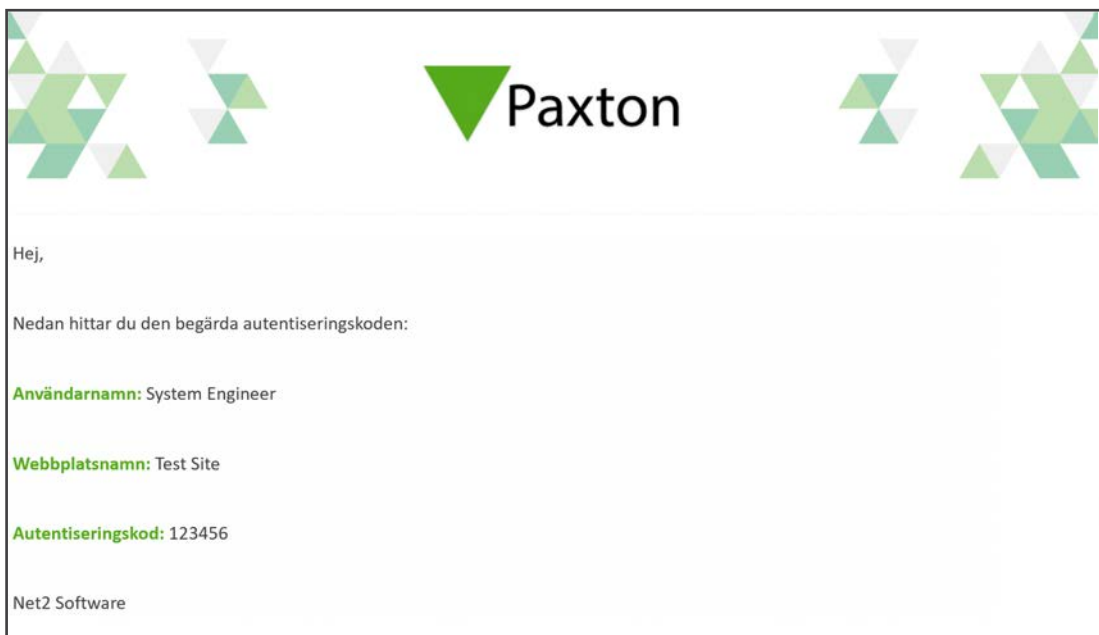 Paxton
Hej,
Nedan hittar du den begärda autentiseringskoden:
Användarnamn: System Engineer
Webbplatsnamn: Test Site
Autentiseringskod: 123456
Net2 Software